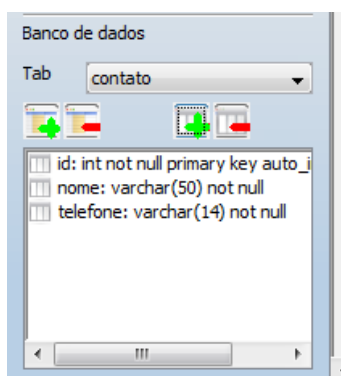 Banco de dados
Tab contato
id: int not null primary key auto_i
nome: varchar(50) not null
telefone: varchar(14) not null